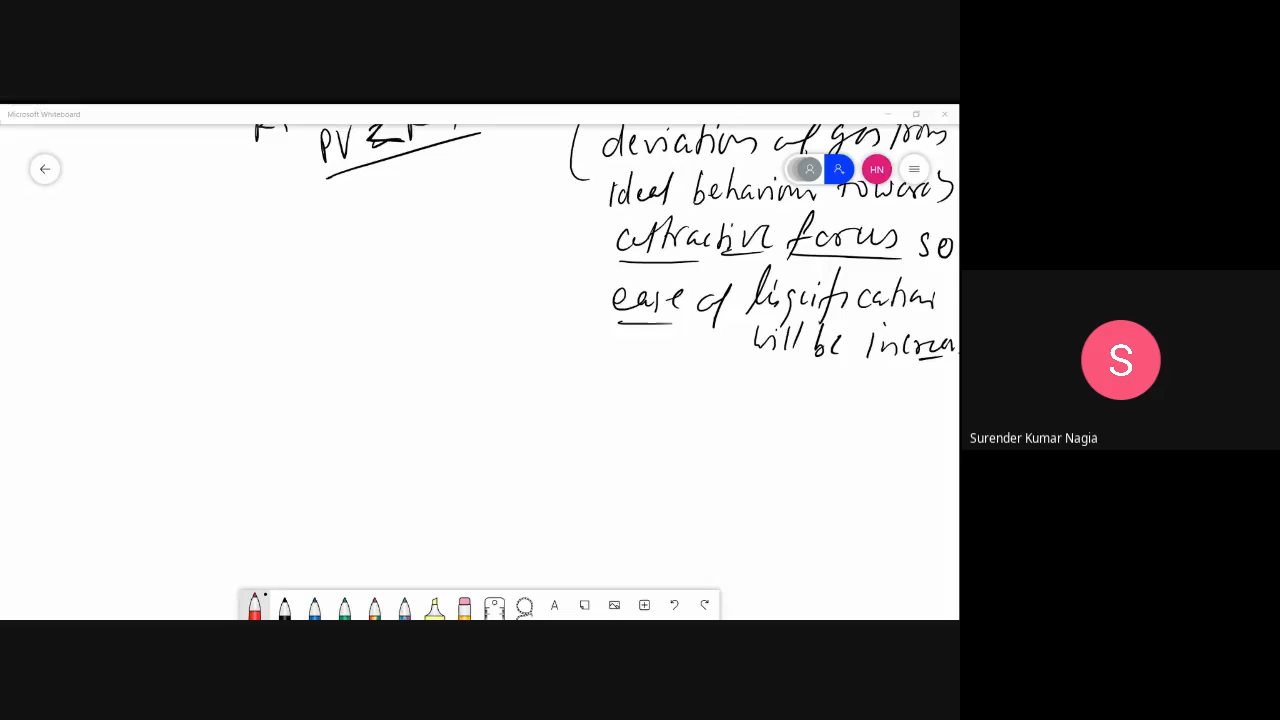 Microsoft Whiteboard
PV
deviation of gas from
ideal behaviour towards
attractive forces so
ease of liquification
will be increa
HN
A
S
Surender Kumar Nagia